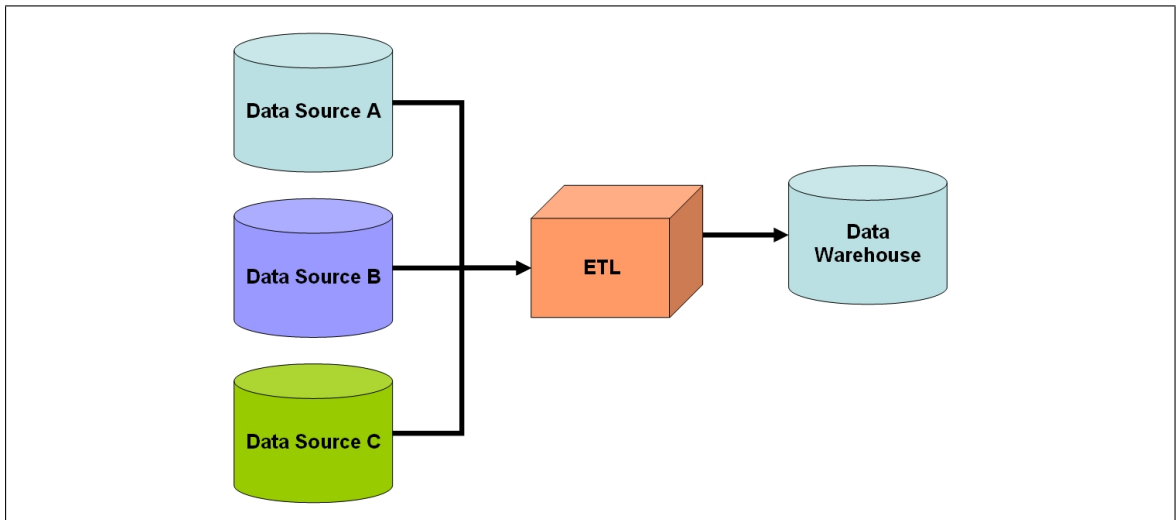 Data Source A
Data Source B
Data Source C
ETL
Data
Warehouse